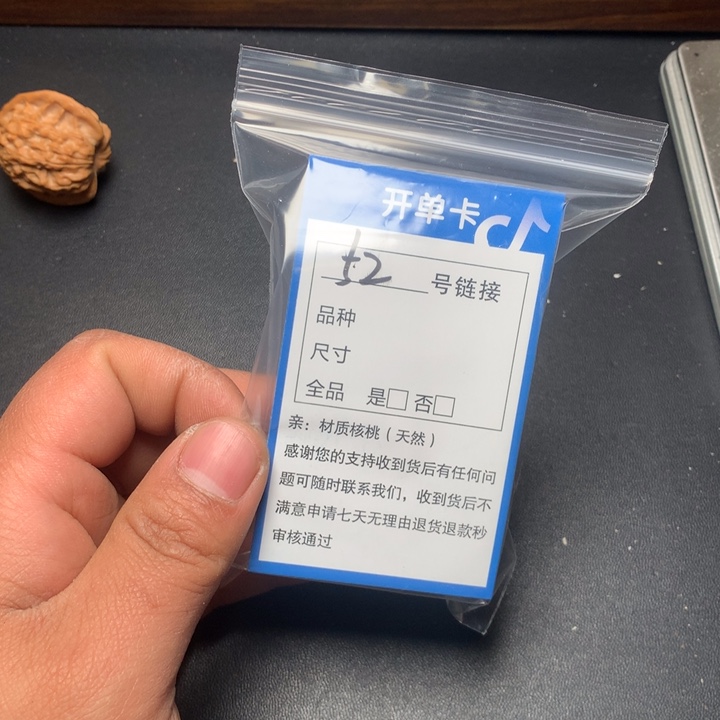 开单卡
52 号链接
品种
尺寸
全品 是□ 否□
亲：材质核桃（天然）
感谢您的支持收到货后有任何问
题可随时联系我们，收到货后不
满意申请七天无理由退货退款秒
审核通过